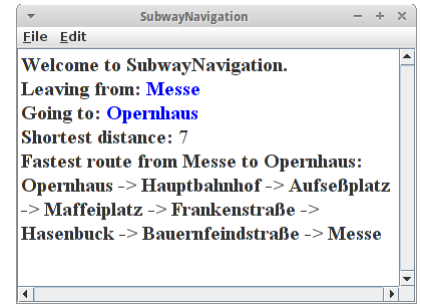 SubwayNavigation
File Edit
Welcome to SubwayNavigation.
Leaving from: Messe
Going to: Opernhaus
Shortest distance: 7
Fastest route from Messe to Opernhaus:
Opernhaus -> Hauptbahnhof -> Aufseßplatz
-> Maffeiplatz -> Frankenstraße ->
Hasenbuck -> Bauernfeindstraße -> Messe